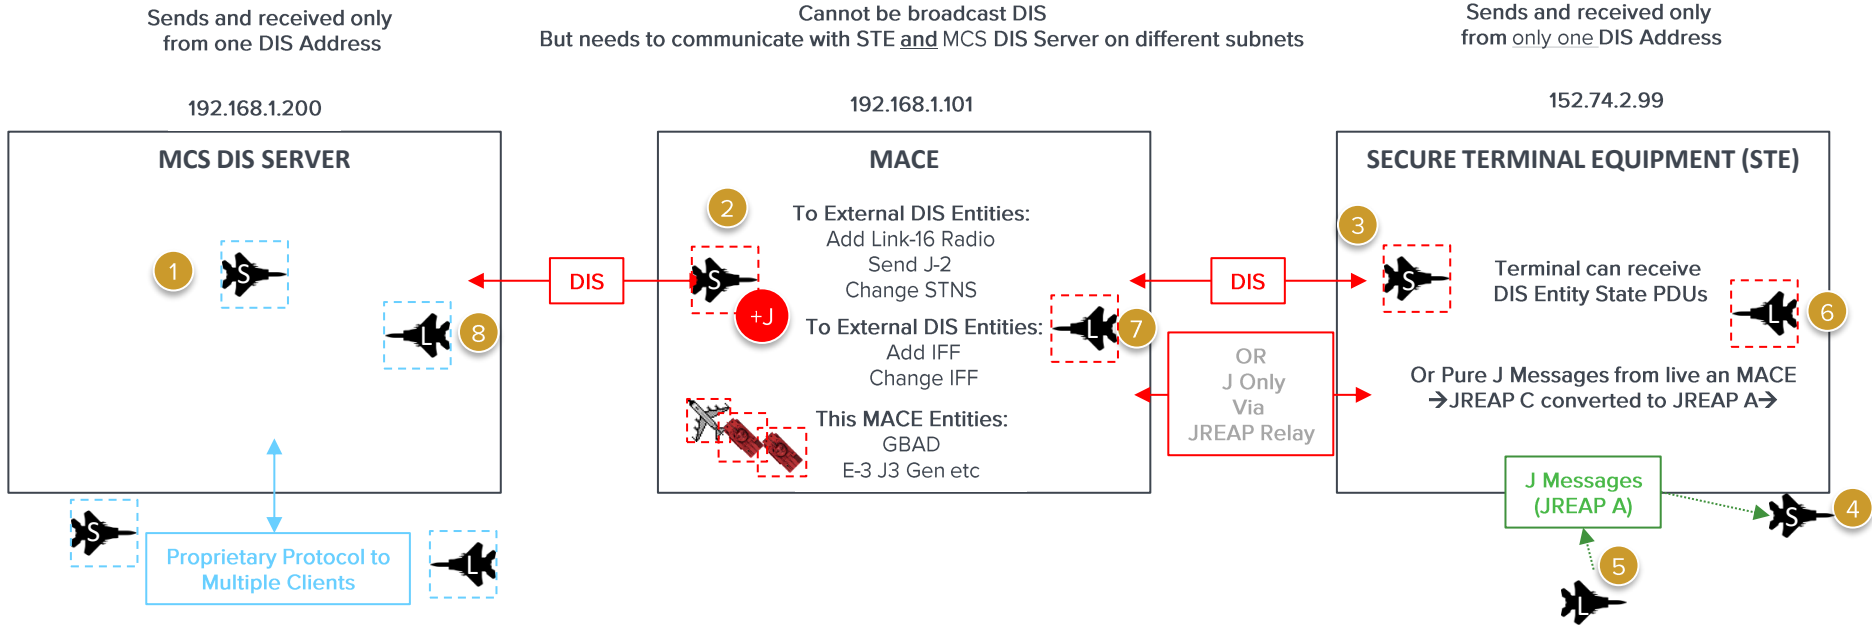 Sends and received only
from one DIS Address
192.168.1.200
MCS DIS SERVER
1
S
L
8
S
Proprietary Protocol to
Multiple Clients
L
DIS
Cannot be broadcast DIS
But needs to communicate with STE and MCS DIS Server on different subnets
192.168.1.101
MACE
2
S
+J
To External DIS Entities:
Add Link-16 Radio
Send J-2
Change STNS
To External DIS Entities:
Add IFF
Change IFF
L
7
This MACE Entities:
GBAD
E-3 J3 Gen etc
DIS
OR
J Only
Via
JREAP Relay
Sends and received only
from only one DIS Address
152.74.2.99
SECURE TERMINAL EQUIPMENT (STE)
3
S
Terminal can receive
DIS Entity State PDUs
L
6
Or Pure J Messages from live an MACE
→JREAP C converted to JREAP A→
J Messages
(JREAP A)
S
4
5
L